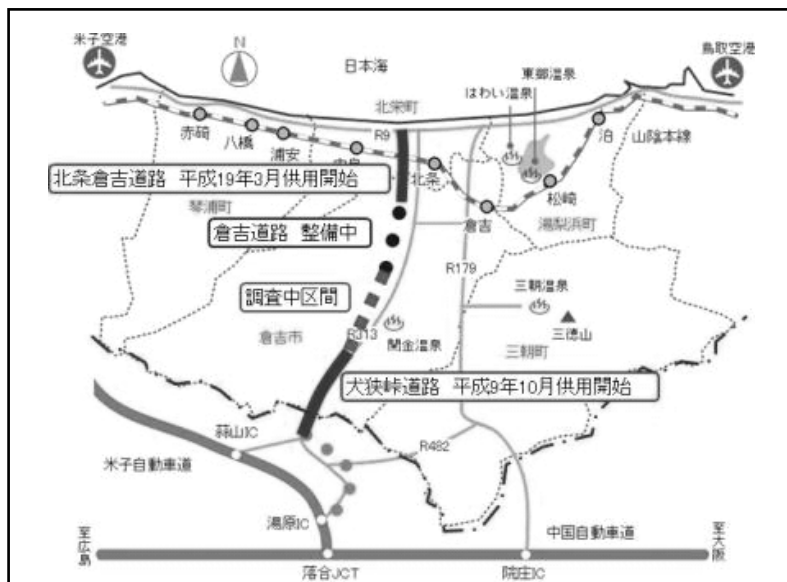 米子空港
N
日本海
鳥取空港
東郷温泉
はわい温泉
北栄町
R9
赤碕
八橋
浦安
北条
泊
山陰本線
北条倉吉道路 平成19年3月供用開始
松崎
琴浦町
倉吉
湯梨浜町
倉吉道路 整備中
R179
三朝温泉
調査中区間
三徳山
倉吉市
R313
関金温泉
三朝町
犬狭峠道路 平成9年10月供用開始
蒜山IC
R482
米子自動車道
湯原IC
中国自動車道
至広島
至大阪
落合JCT
院庄IC